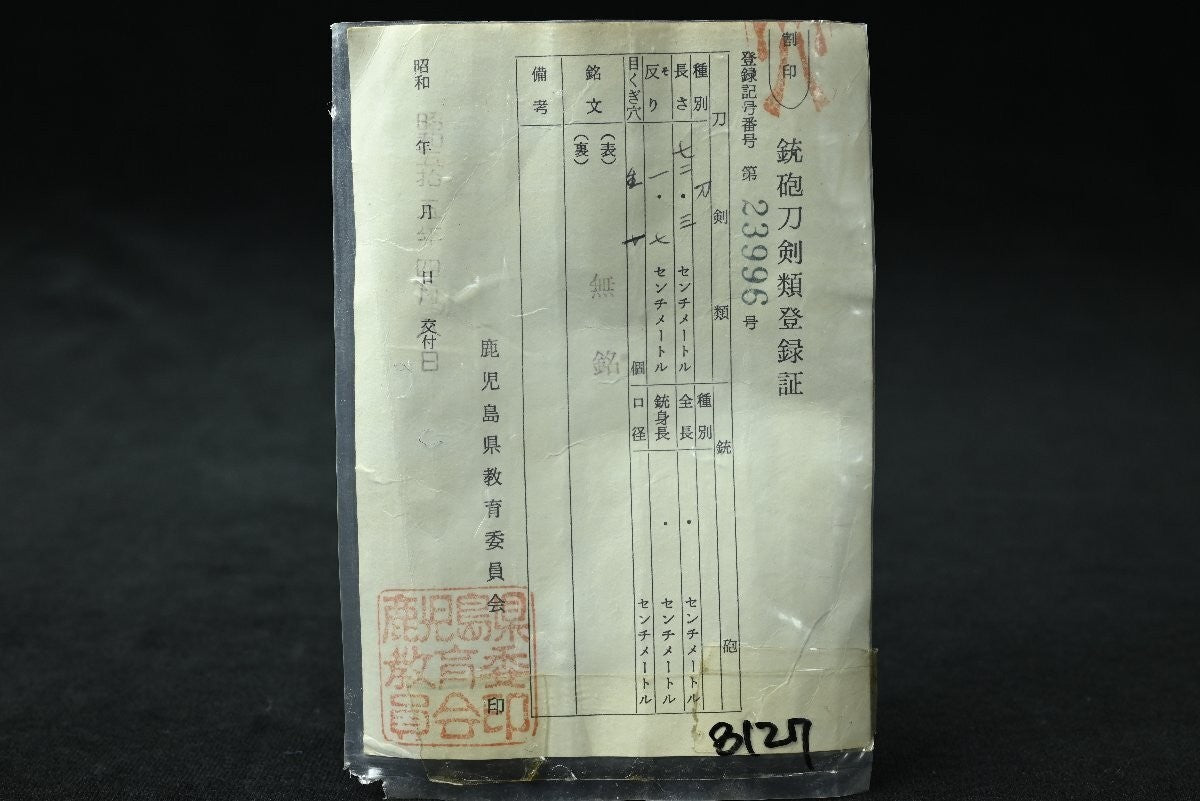 割印
銃砲刀剣類登録証
登録記号番号 第 23996 号
刀剣類
銃砲
種別 刀
種別
長さ 七二・三 センチメートル
全長 ・ センチメートル
反り 一・七 センチメートル
そ
銃身長 ・ センチメートル
目くぎ穴 個
口径 センチメートル
銘文
(表)
(裏)
無銘
備考
鹿児島県教育委員会 印
昭和 年 月 日交付
鹿児島県
教育委
員会印
8127